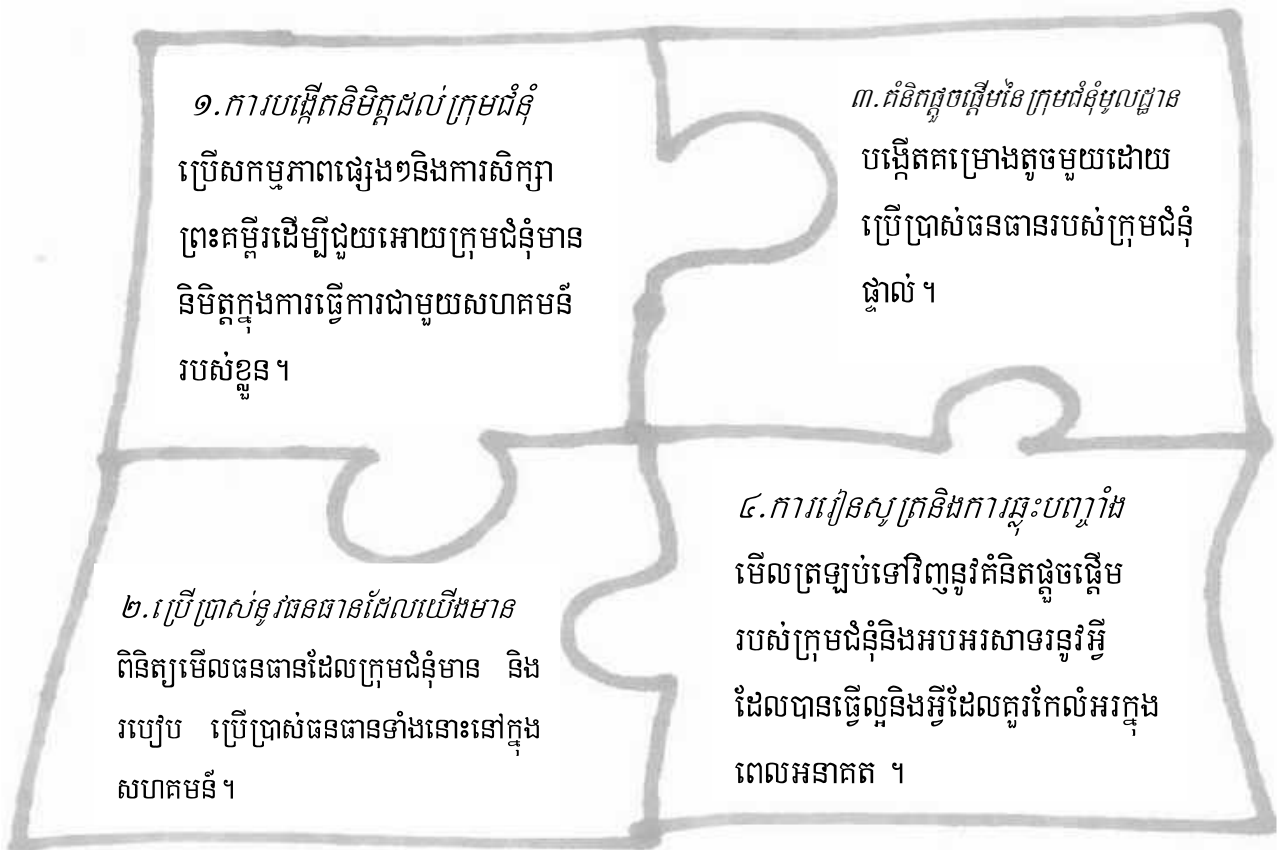 ១.ការបង្កើតនិមិត្តដល់ក្រុមជំនុំ
ប្រើសកម្មភាពផ្សេងៗនិងការសិក្សា
ព្រះគម្ពីរដើម្បីជួយអោយក្រុមជំនុំមាន
និមិត្តក្នុងការធ្វើការជាមួយសហគមន៍
របស់ខ្លួន។
២.ប្រើប្រាស់នូវធនធានដែលយើងមាន
ពិនិត្យមើលធនធានដែលក្រុមជំនុំមាន និង
របៀប ប្រើប្រាស់ធនធានទាំងនោះនៅក្នុង
សហគមន៍។
៣.គំនិតផ្តួចផ្តើមនៃក្រុមជំនុំមូលដ្ឋាន
បង្កើតគម្រោងតូចមួយដោយ
ប្រើប្រាស់ធនធានរបស់ក្រុមជំនុំ
ផ្ទាល់។
៤.ការរៀនសូត្រនិងការឆ្លុះបញ្ចាំង
មើលត្រឡប់ទៅវិញនូវគំនិតផ្តួចផ្តើម
របស់ក្រុមជំនុំនិងអបអរសាទរនូវអ្វី
ដែលបានធ្វើល្អនិងអ្វីដែលគួរកែលំអរក្នុង
ពេលអនាគត ។